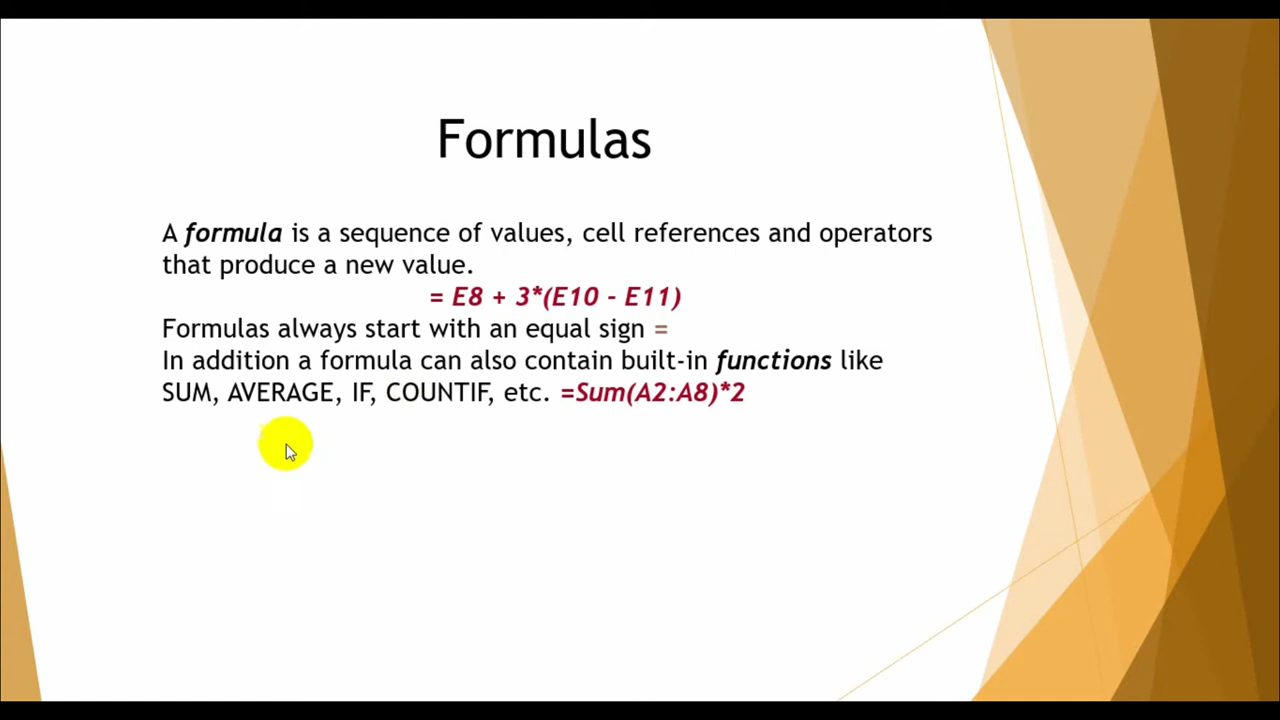 Formulas
A formula is a sequence of values, cell references and operators
that produce a new value.
= E8 + 3*(E10 - E11)
Formulas always start with an equal sign =
In addition a formula can also contain built-in functions like
SUM, AVERAGE, IF, COUNTIF, etc. =Sum(A2:A8)*2